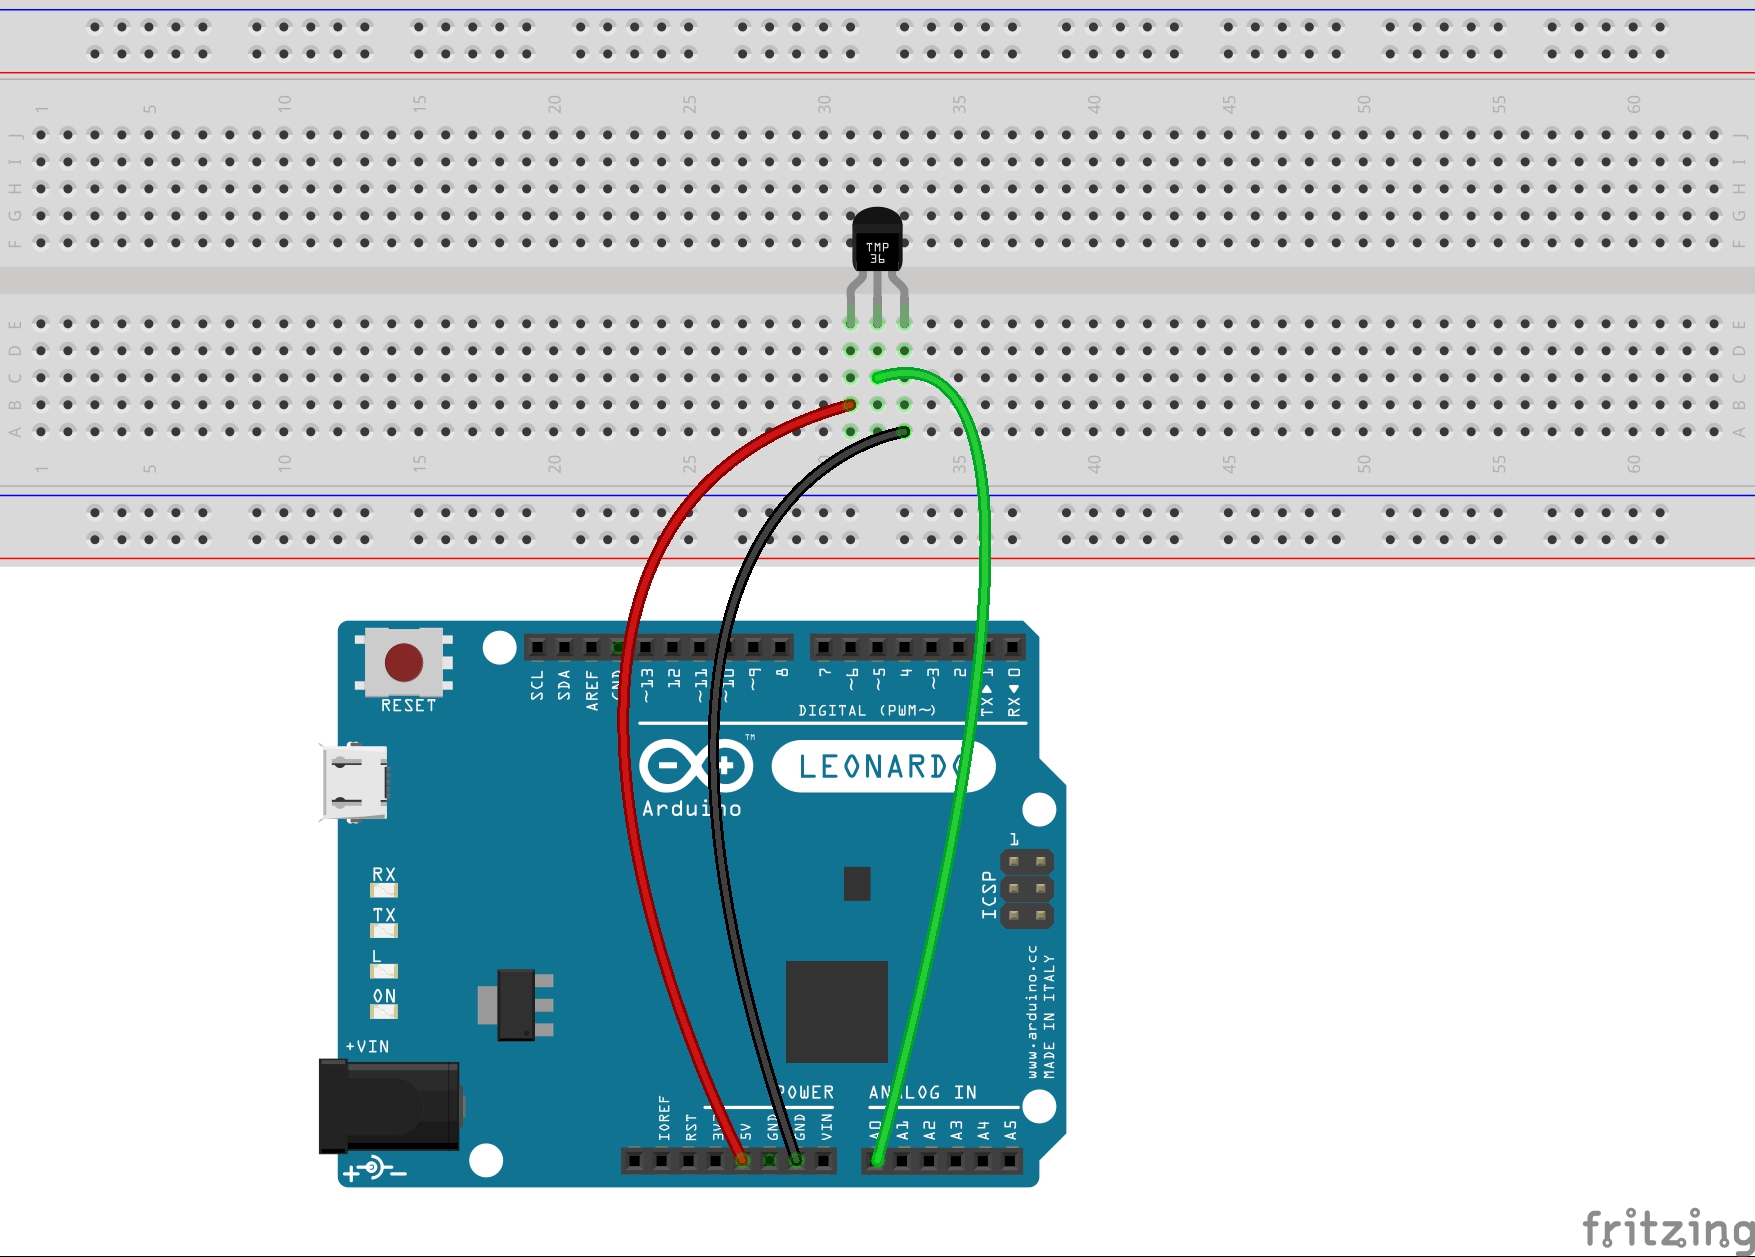 1 5 10 15 20 25 30 35 40 45 50 55 60
J J
I I
H H
G G
F F
TMP
36
E E
D D
C C
B B
A A
1 5 10 15 20 25 35 40 45 50 55 60
RESET
SCL SDA AREF GND ~13 12 ~11 ~10 ~9 8 7 ~6 ~5 4 ~3 2 TX▶1 RX◀0
DIGITAL (PWM~)
TM
LEONARDO
Arduino
RX
TX
L
ON
1
ICSP
www.arduino.cc
MADE IN ITALY
+VIN
POWER
ANALOG IN
IOREF RST 3V3 5V GND GND VIN A0 A1 A2 A3 A4 A5
fritzing